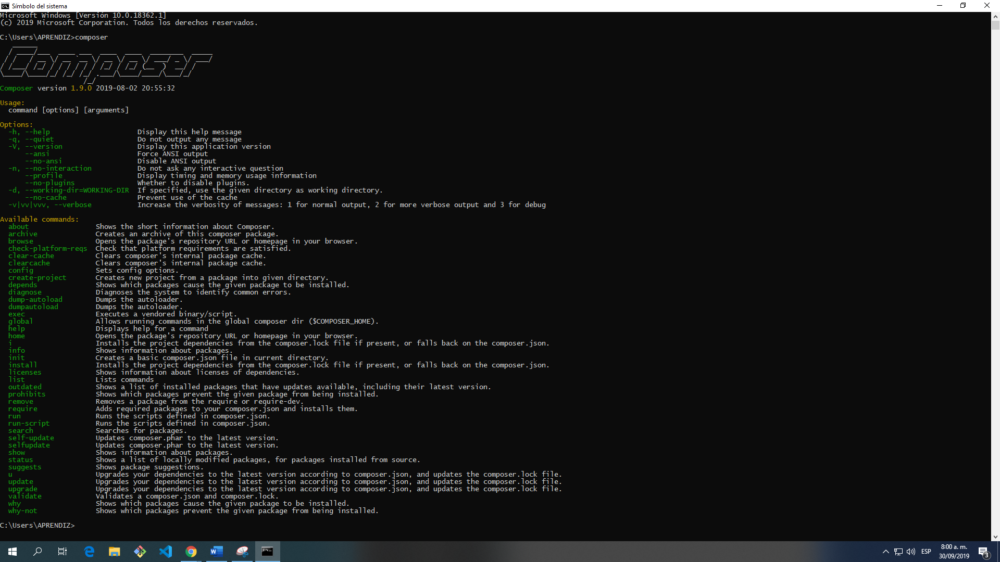 Símbolo del sistema
Microsoft Windows [Versión 10.0.18362.1]
(c) 2019 Microsoft Corporation. Todos los derechos reservados.
C:\Users\APRENDIZ>composer
Composer
Composer version 1.9.0 2019-08-02 20:55:32
Usage:
command [options] [arguments]
Options:
-h, --help Display this help message
-q, --quiet Do not output any message
-V, --version Display this application version
--ansi Force ANSI output
--no-ansi Disable ANSI output
-n, --no-interaction Do not ask any interactive question
--profile Display timing and memory usage information
--no-plugins Whether to disable plugins.
-d, --working-dir=WORKING-DIR If specified, use the given directory as working directory.
--no-cache Prevent use of the cache
-v|vv|vvv, --verbose Increase the verbosity of messages: 1 for normal output, 2 for more verbose output and 3 for debug
Available commands:
about Shows the short information about Composer.
archive Creates an archive of this composer package.
browse Opens the package's repository URL or homepage in your browser.
check-platform-reqs Check that platform requirements are satisfied.
clear-cache Clears composer's internal package cache.
clearcache Clears composer's internal package cache.
config Sets config options.
create-project Creates new project from a package into given directory.
depends Shows which packages cause the given package to be installed.
diagnose Diagnoses the system to identify common errors.
dump-autoload Dumps the autoloader.
dumpautoload Dumps the autoloader.
exec Executes a vendored binary/script.
global Allows running commands in the global composer dir ($COMPOSER_HOME).
help Displays help for a command
home Opens the package's repository URL or homepage in your browser.
i Installs the project dependencies from the composer.lock file if present, or falls back on the composer.json.
info Shows information about packages.
init Creates a basic composer.json file in current directory.
install Installs the project dependencies from the composer.lock file if present, or falls back on the composer.json.
licenses Shows information about licenses of dependencies.
list Lists commands
outdated Shows a list of installed packages that have updates available, including their latest version.
prohibits Shows which packages prevent the given package from being installed.
remove Removes a package from the require or require-dev.
require Adds required packages to your composer.json and installs them.
run Runs the scripts defined in composer.json.
run-script Runs the scripts defined in composer.json.
search Searches for packages.
self-update Updates composer.phar to the latest version.
selfupdate Updates composer.phar to the latest version.
show Shows information about packages.
status Shows a list of locally modified packages, for packages installed from source.
suggests Shows package suggestions.
u Upgrades your dependencies to the latest version according to composer.json, and updates the composer.lock file.
update Upgrades your dependencies to the latest version according to composer.json, and updates the composer.lock file.
upgrade Upgrades your dependencies to the latest version according to composer.json, and updates the composer.lock file.
validate Validates a composer.json and composer.lock.
why Shows which packages cause the given package to be installed.
why-not Shows which packages prevent the given package from being installed.
C:\Users\APRENDIZ>
ESP
8:00 a. m.
30/09/2019
3